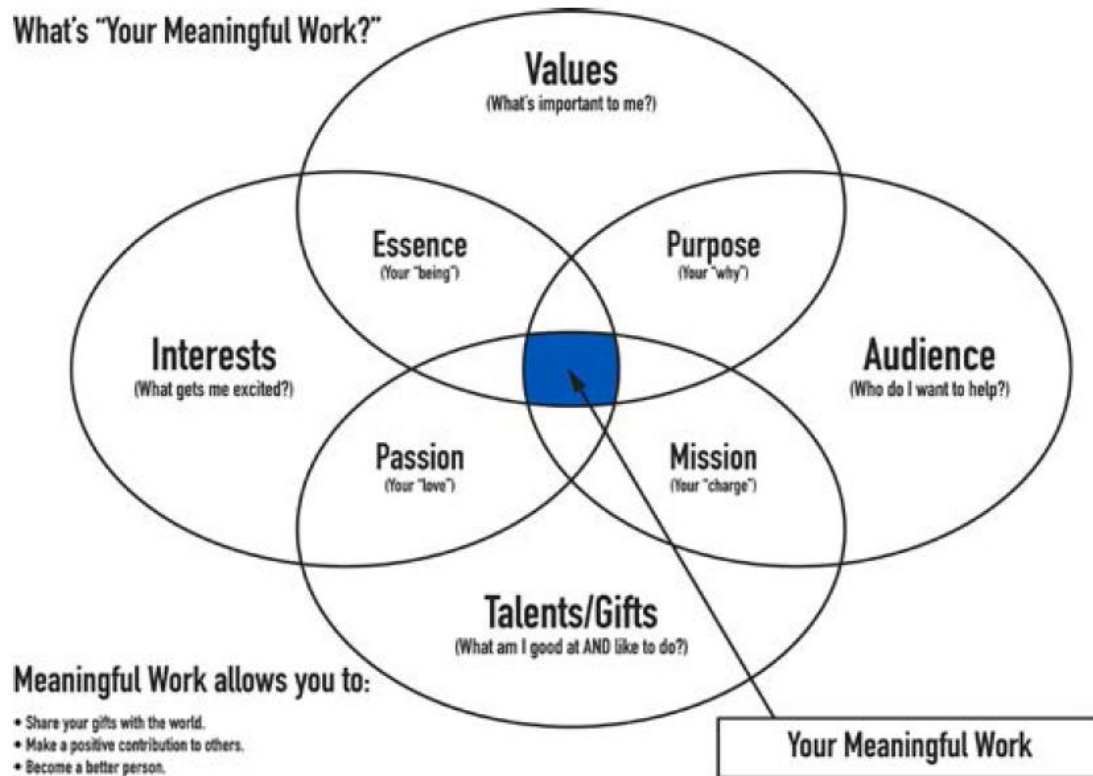 What's “Your Meaningful Work?”
Values
(What's important to me?)
Essence
(Your “being”)
Purpose
(Your “why”)
Interests
(What gets me excited?)
Audience
(Who do I want to help?)
Passion
(Your “love”)
Mission
(Your “charge”)
Talents/Gifts
(What am I good at AND like to do?)
Meaningful Work allows you to:
• Share your gifts with the world.
• Make a positive contribution to others.
• Become a better person.
Your Meaningful Work